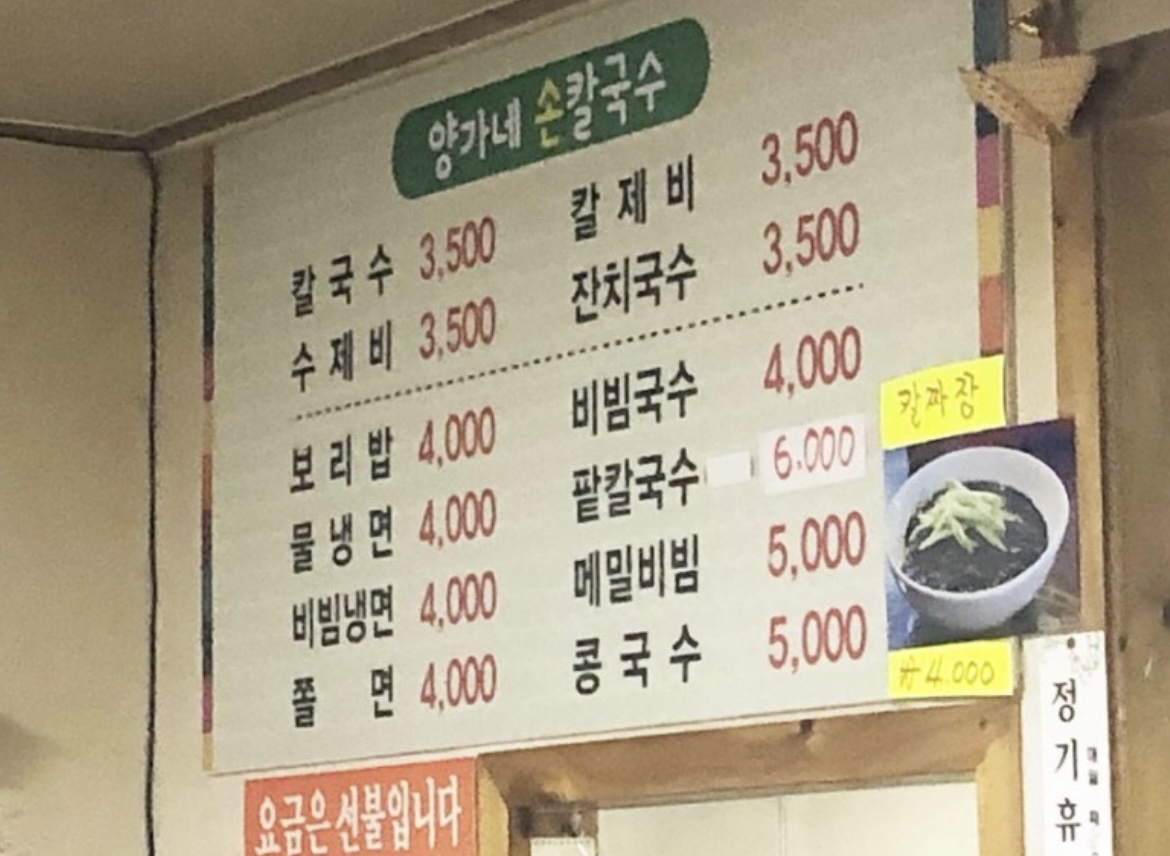 양가네 손칼국수
칼국수 3,500
수제비 3,500
보리밥 4,000
물냉면 4,000
비빔냉면 4,000
쫄면 4,000
칼제비 3,500
잔치국수 3,500
비빔국수 4,000
팥칼국수 6.000
메밀비빔 5,000
콩국수 5,000
칼짜장
₩4.000
요금은 선불입니다
정기휴